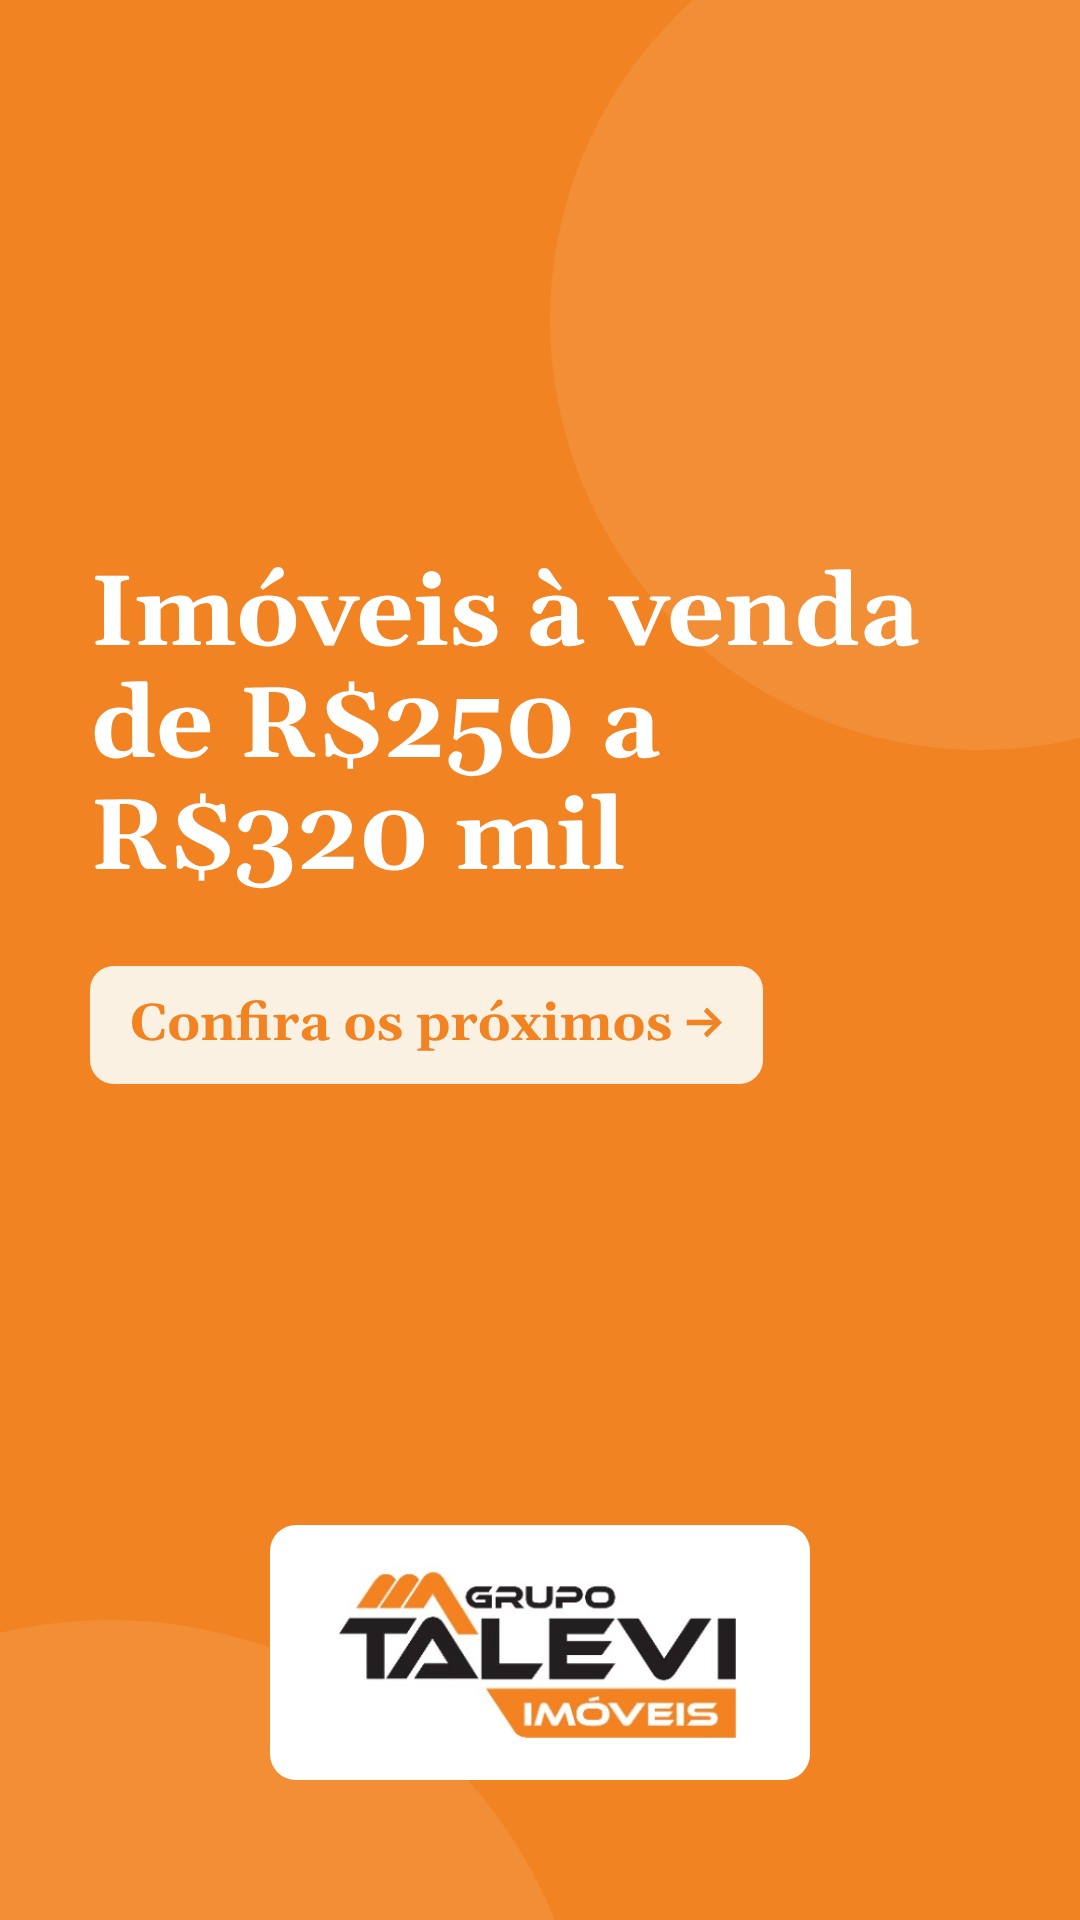 Imóveis à venda
de R$250 a
R$320 mil
Confira os próximos →
GRUPO
TALEVI
IMÓVEIS